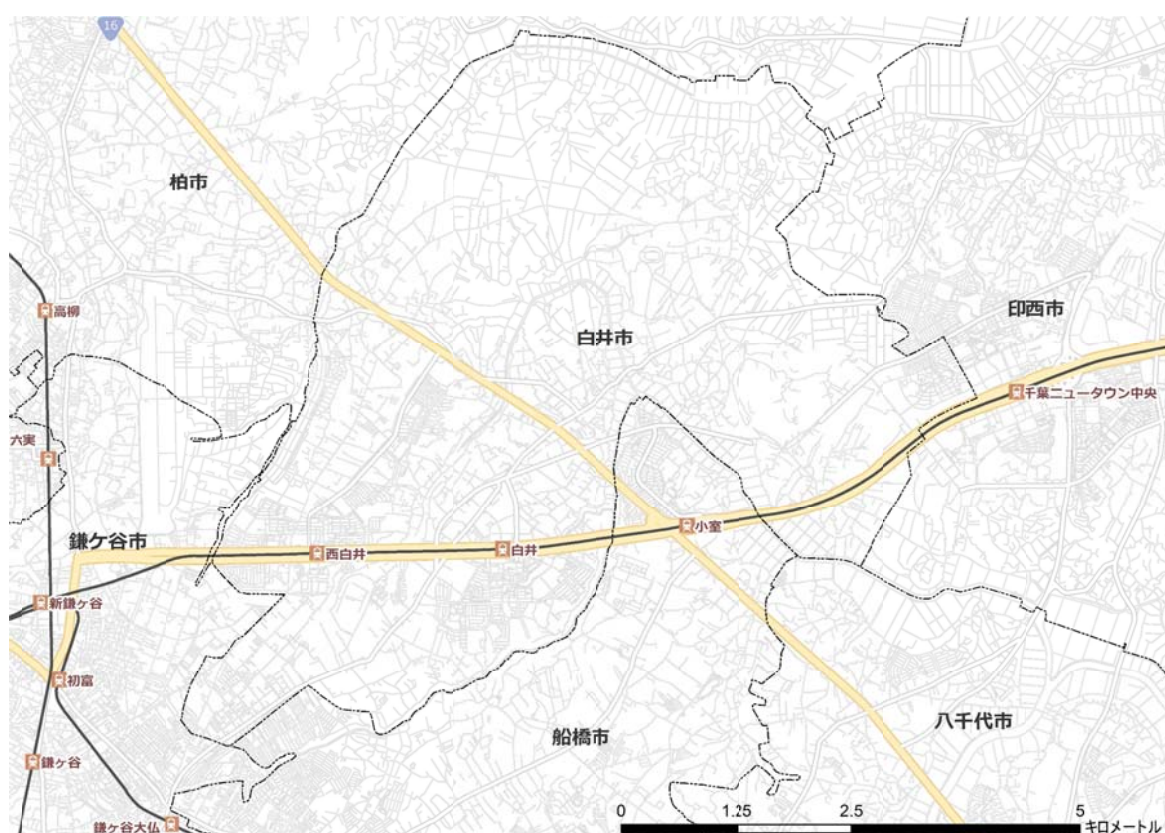 16
柏市
高柳
白井市
印西市
千葉ニュータウン中央
六実
小室
鎌ケ谷市
西白井
白井
新鎌ヶ谷
初富
船橋市
八千代市
鎌ヶ谷
鎌ヶ谷大仏
0 1.25 2.5 5
キロメートル